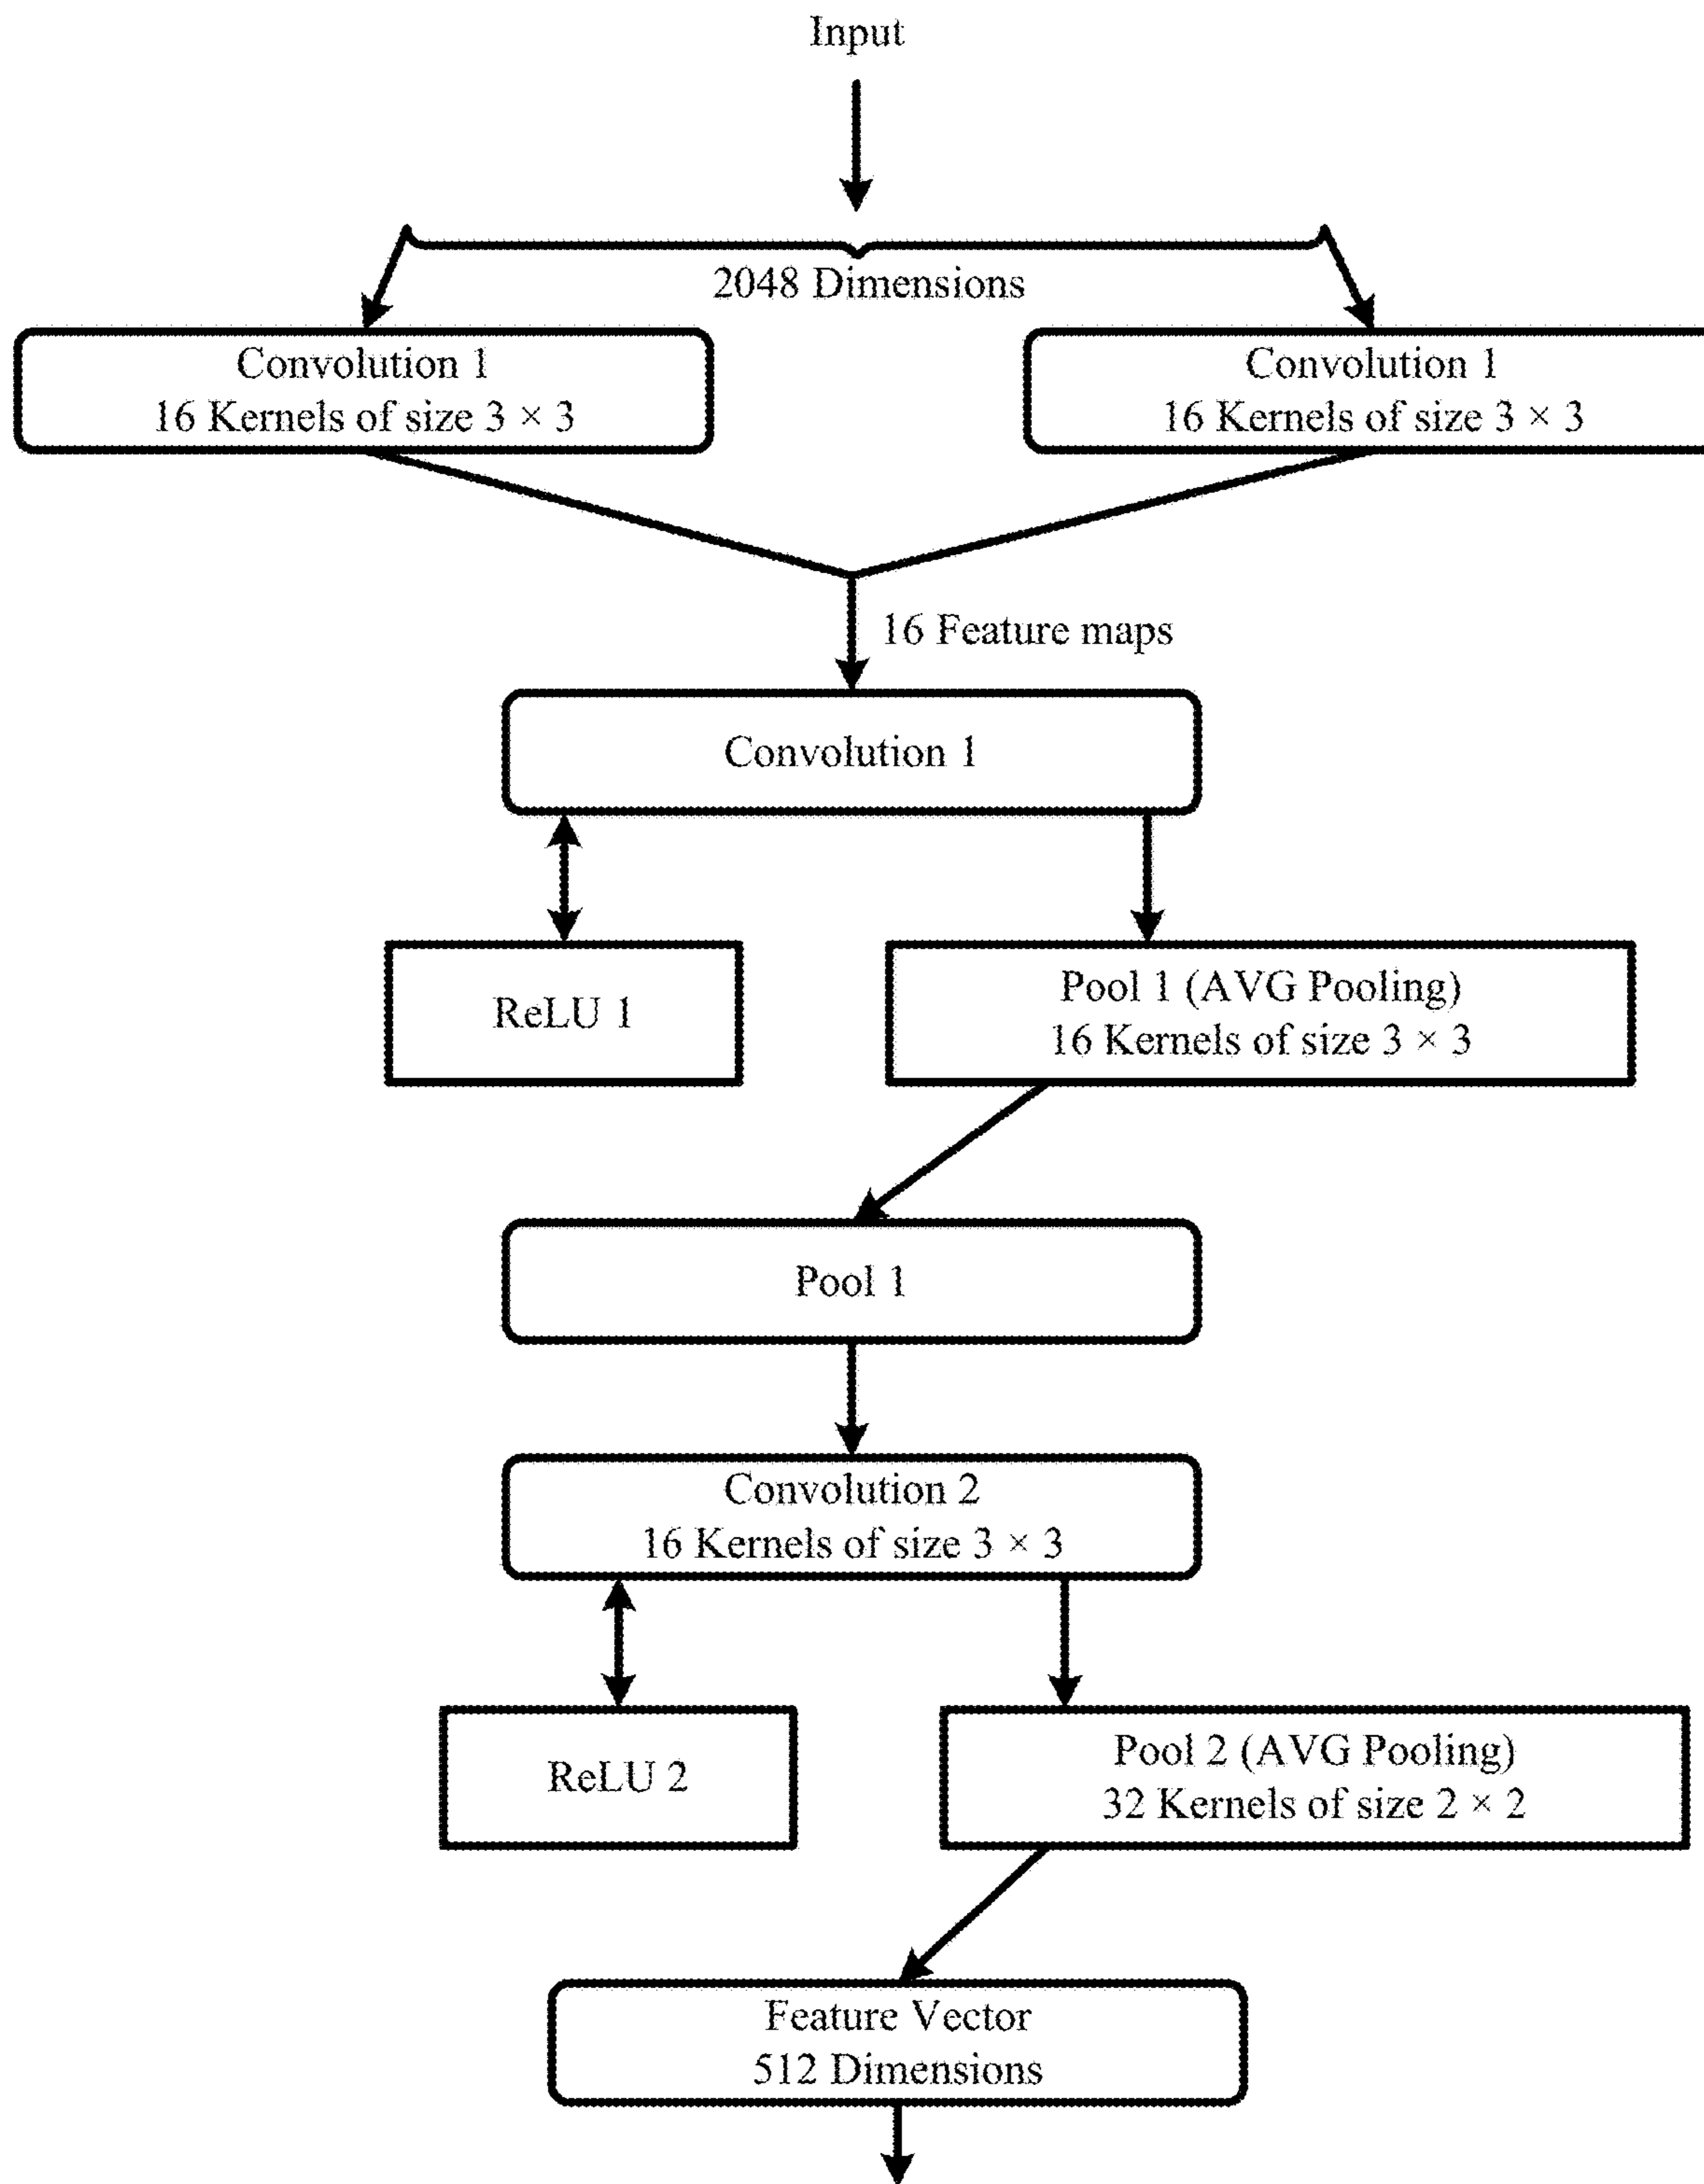 Input
2048 Dimensions
Convolution 1
16 Kernels of size 3 × 3
Convolution 1
16 Kernels of size 3 × 3
16 Feature maps
Convolution 1
ReLU 1
Pool 1 (AVG Pooling)
16 Kernels of size 3 × 3
Pool 1
Convolution 2
16 Kernels of size 3 × 3
ReLU 2
Pool 2 (AVG Pooling)
32 Kernels of size 2 × 2
Feature Vector
512 Dimensions